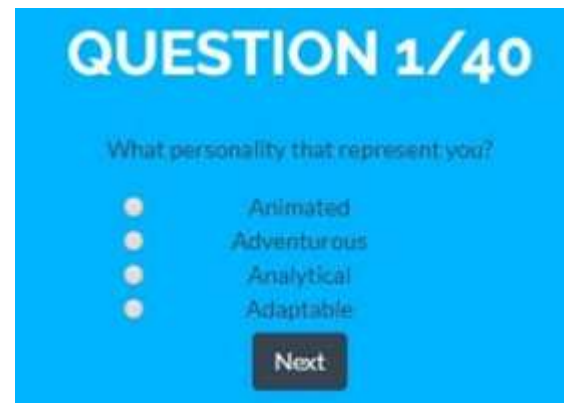 QUESTION 1/40
What personality that represent you?
Animated
Adventurous
Analytical
Adaptable
Next